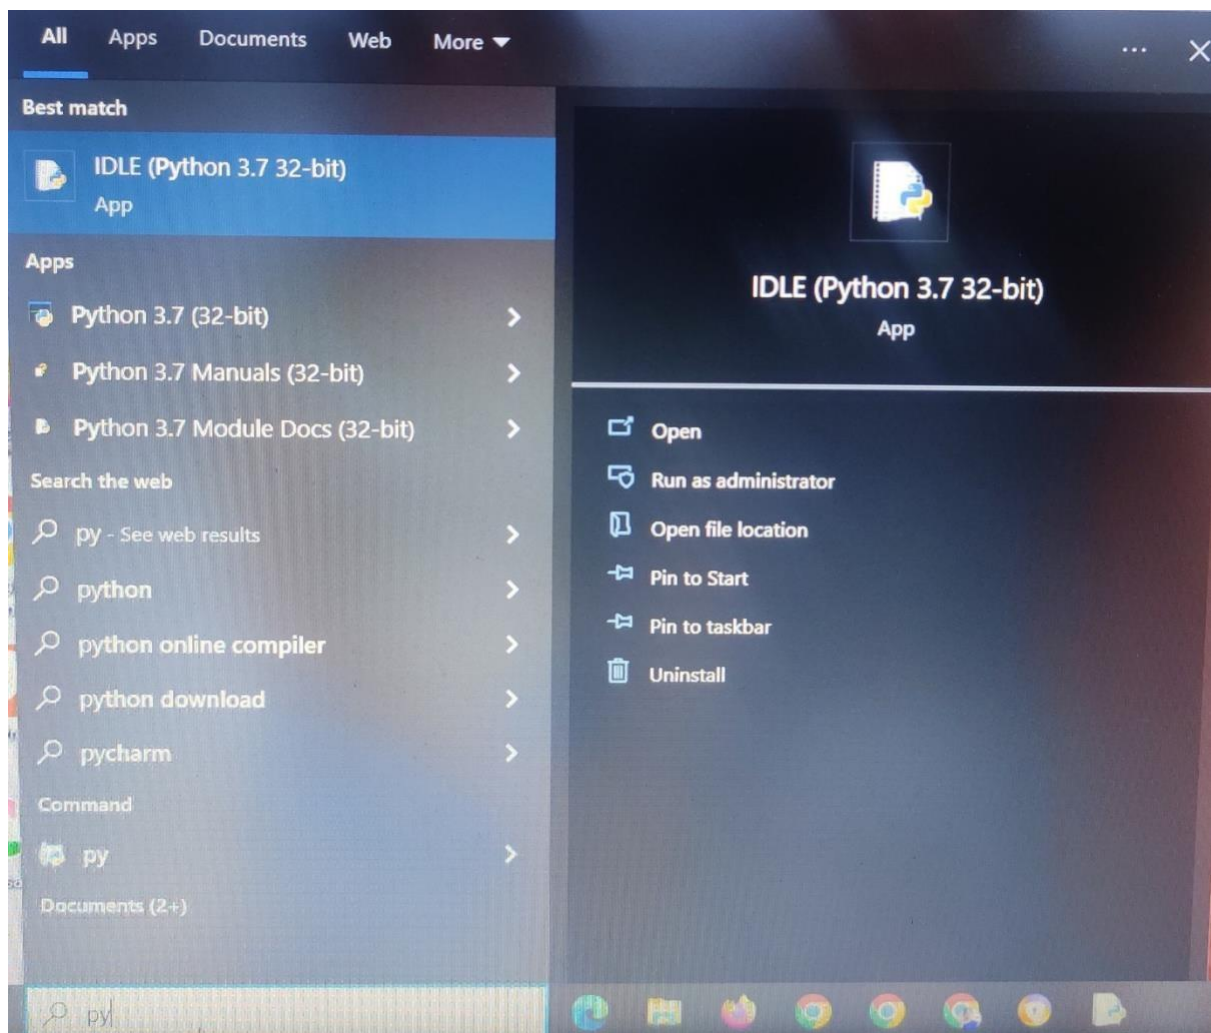 All Apps Documents Web More
Best match
IDLE (Python 3.7 32-bit)
App
Apps
Python 3.7 (32-bit)
Python 3.7 Manuals (32-bit)
Python 3.7 Module Docs (32-bit)
Search the web
py - See web results
python
python online compiler
python download
pycharm
Command
py
Documents (2+)
py
IDLE (Python 3.7 32-bit)
App
Open
Run as administrator
Open file location
Pin to Start
Pin to taskbar
Uninstall